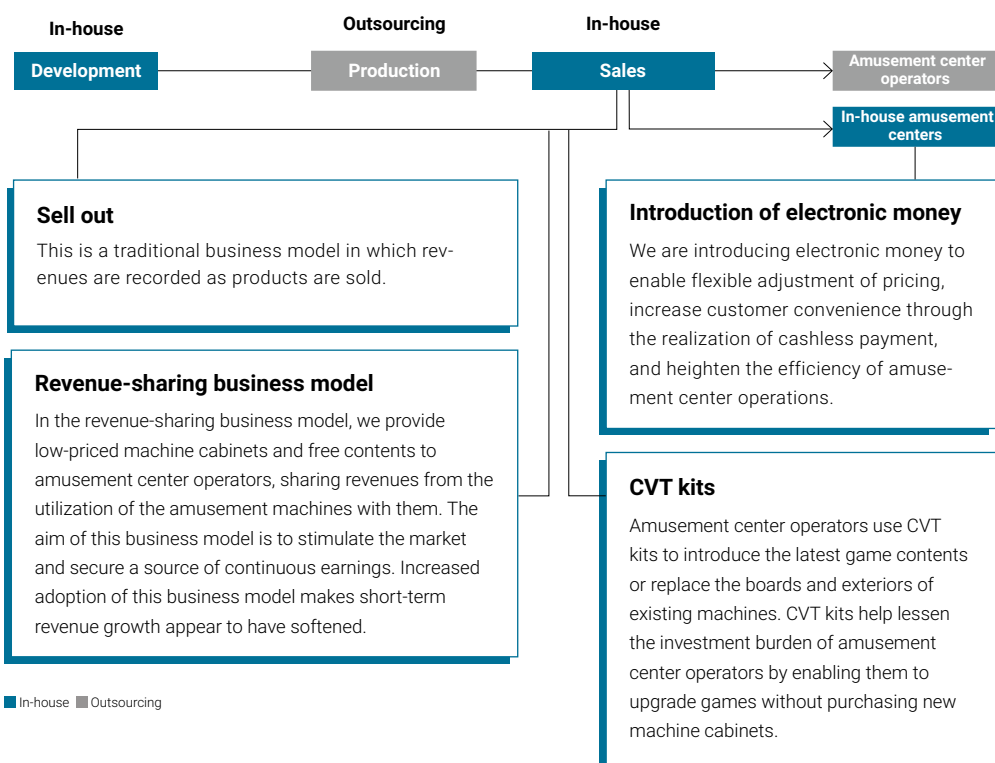 In-house
Outsourcing
In-house
Development
Production
Sales
Amusement center
operators
In-house amusement
centers
Sell out
This is a traditional business model in which rev-
enues are recorded as products are sold.
Revenue-sharing business model
In the revenue-sharing business model, we provide
low-priced machine cabinets and free contents to
amusement center operators, sharing revenues from the
utilization of the amusement machines with them. The
aim of this business model is to stimulate the market
and secure a source of continuous earnings. Increased
adoption of this business model makes short-term
revenue growth appear to have softened.
Introduction of electronic money
We are introducing electronic money to
enable flexible adjustment of pricing,
increase customer convenience through
the realization of cashless payment,
and heighten the efficiency of amuse-
ment center operations.
CVT kits
Amusement center operators use CVT
kits to introduce the latest game contents
or replace the boards and exteriors of
existing machines. CVT kits help lessen
the investment burden of amusement
center operators by enabling them to
upgrade games without purchasing new
machine cabinets.
In-house Outsourcing